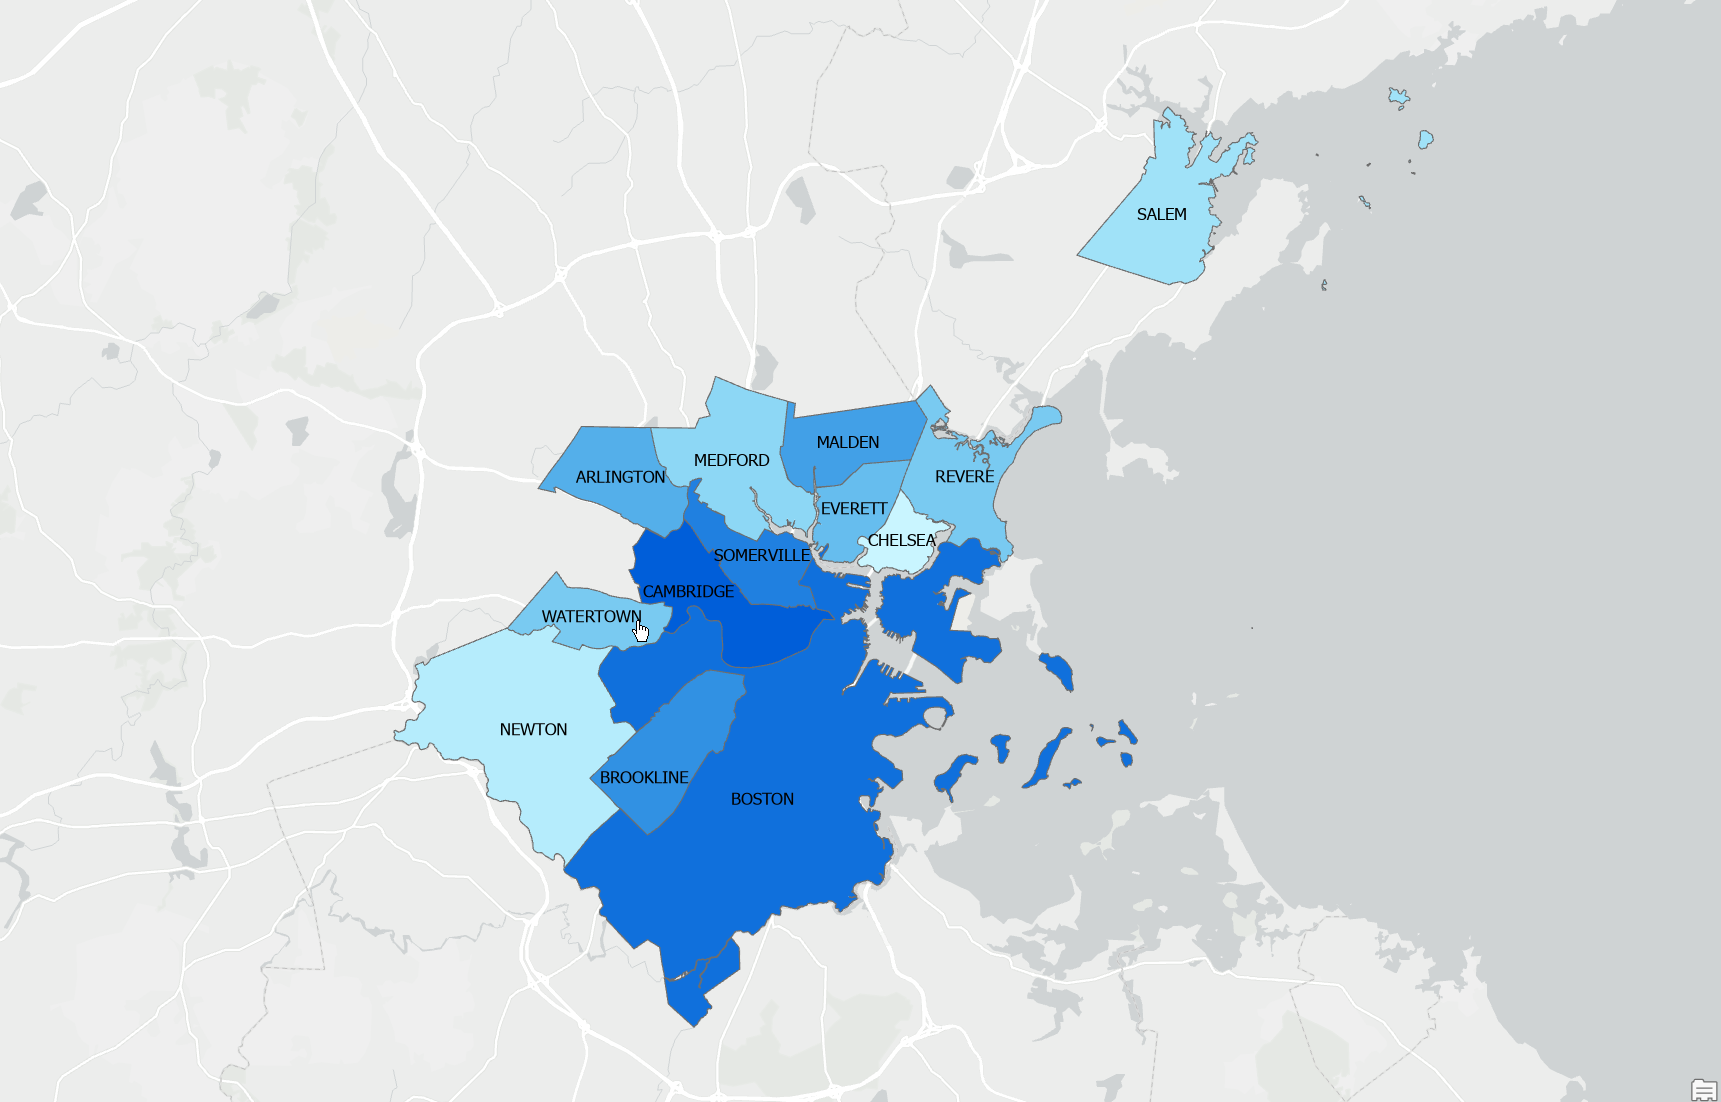 SALEM
MALDEN
MEDFORD
ARLINGTON
REVERE
EVERETT
CHELSEA
SOMERVILLE
CAMBRIDGE
WATERTOWN
NEWTON
BROOKLINE
BOSTON